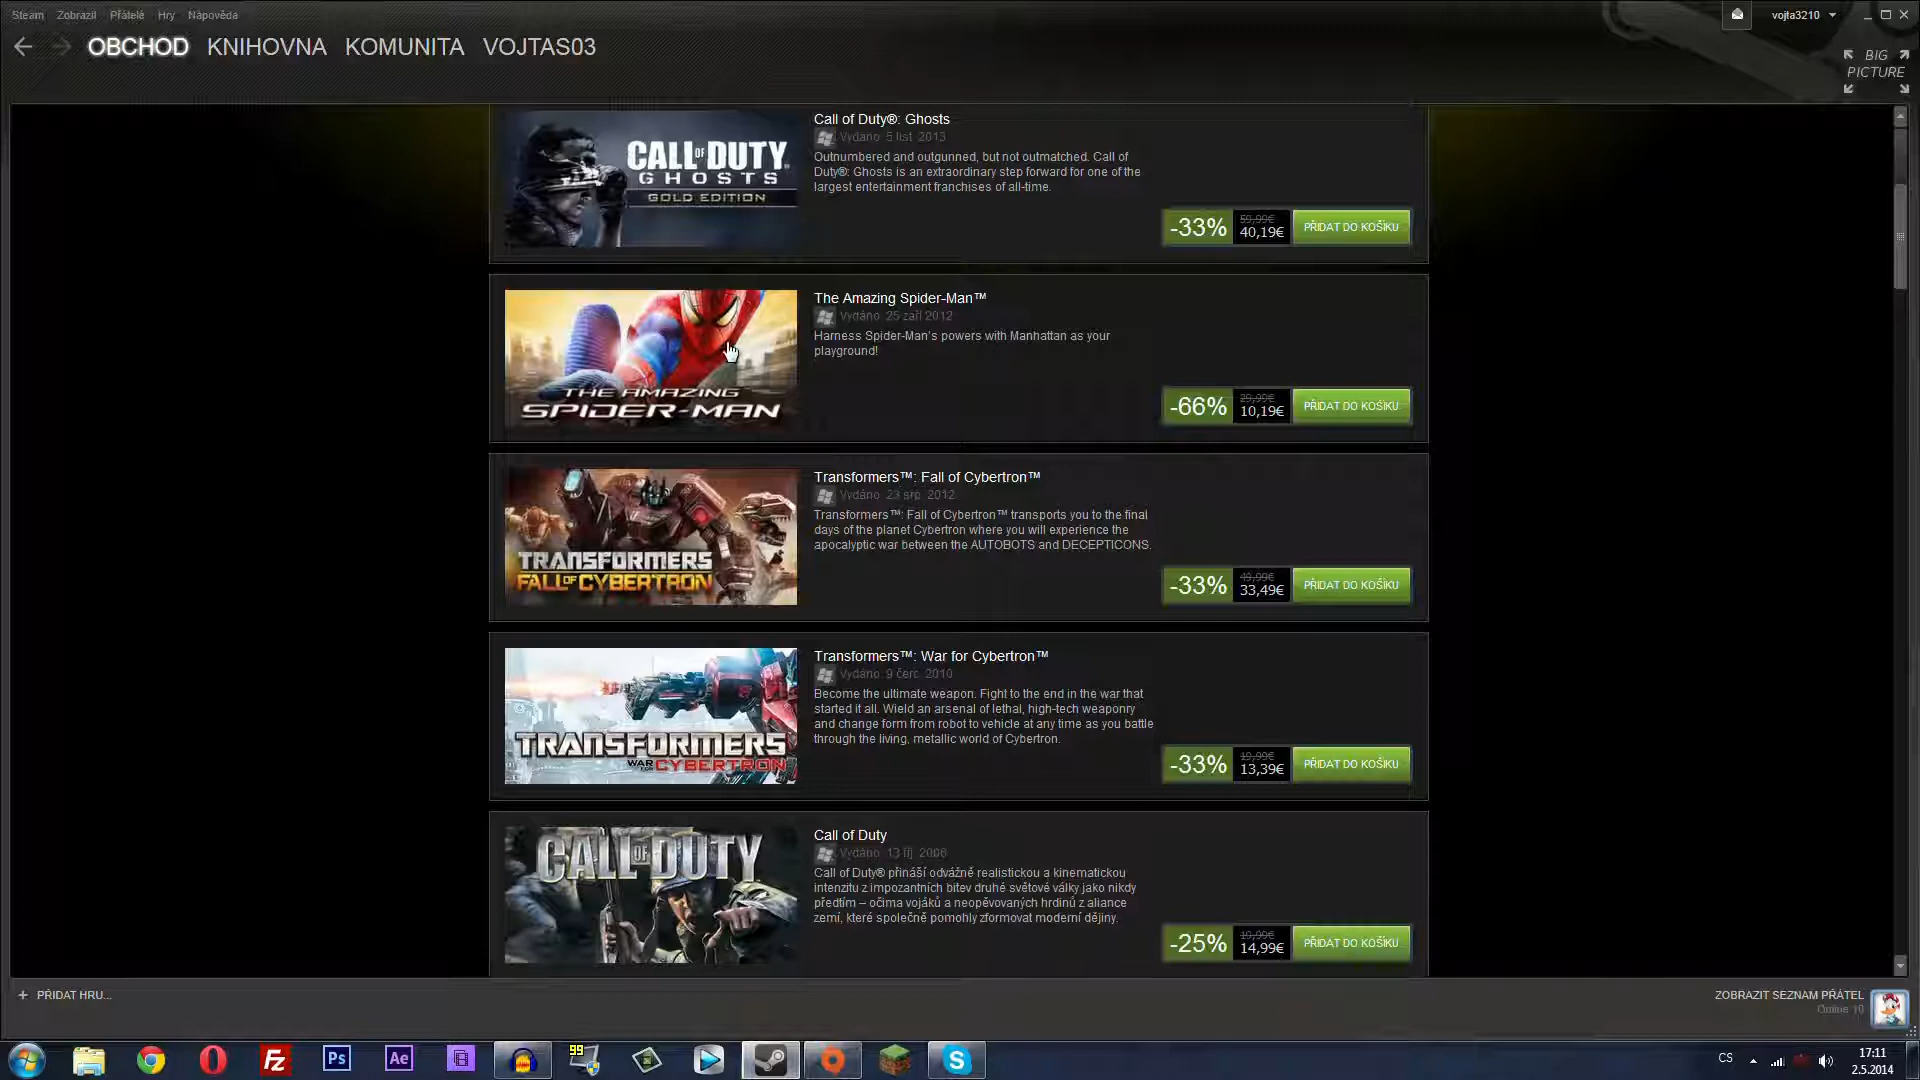 Steam Zobrazil Přátelé Hry Nápověda
vojta3210
OBCHOD KNIHOVNA KOMUNITA VOJTAS03
BIG
PICTURE
CALL OF DUTY
GHOSTS
GOLD EDITION
Call of Duty®: Ghosts
Vydáno: 5 list. 2013
Outnumbered and outgunned, but not outmatched. Call of
Duty®: Ghosts is an extraordinary step forward for one of the
largest entertainment franchises of all-time.
-33% 59,99€ 40,19€ PŘIDAT DO KOŠÍKU
THE AMAZING
SPIDER-MAN
The Amazing Spider-Man™
Vydáno: 25 září 2012
Harness Spider-Man's powers with Manhattan as your
playground!
-66% 29,99€ 10,19€ PŘIDAT DO KOŠÍKU
TRANSFORMERS
FALL OF CYBERTRON
Transformers™: Fall of Cybertron™
Vydáno: 23 srp. 2012
Transformers™: Fall of Cybertron™ transports you to the final
days of the planet Cybertron where you will experience the
apocalyptic war between the AUTOBOTS and DECEPTICONS.
-33% 49,99€ 33,49€ PŘIDAT DO KOŠÍKU
TRANSFORMERS
WAR FOR CYBERTRON
Transformers™: War for Cybertron™
Vydáno: 9 črec. 2010
Become the ultimate weapon. Fight to the end in the war that
started it all. Wield an arsenal of lethal, high-tech weaponry
and change form from robot to vehicle at any time as you battle
through the living, metallic world of Cybertron.
-33% 19,99€ 13,39€ PŘIDAT DO KOŠÍKU
CALL OF DUTY
Call of Duty
Vydáno: 13 říj. 2006
Call of Duty® přináší odvážně realistickou a kinematickou
intenzitu z impozantních bitev druhé světové války jako nikdy
předtím – očima vojáků a neopěvovaných hrdinů z aliance
zemí, které společně pomohly zformovat moderní dějiny.
-25% 19,99€ 14,99€ PŘIDAT DO KOŠÍKU
+ PŘIDAT HRU...
ZOBRAZIT SEZNAM PŘÁTEL
Online 10
Fz Ps Ae 99 S
CS
17:11
2.5.2014